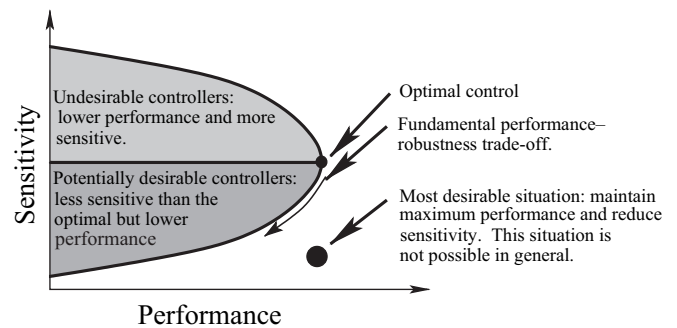 Sensitivity
Undesirable controllers:
lower performance and more
sensitive.
Potentially desirable controllers:
less sensitive than the
optimal but lower
performance
Optimal control
Fundamental performance–
robustness trade-off.
Most desirable situation: maintain
maximum performance and reduce
sensitivity. This situation is
not possible in general.
Performance